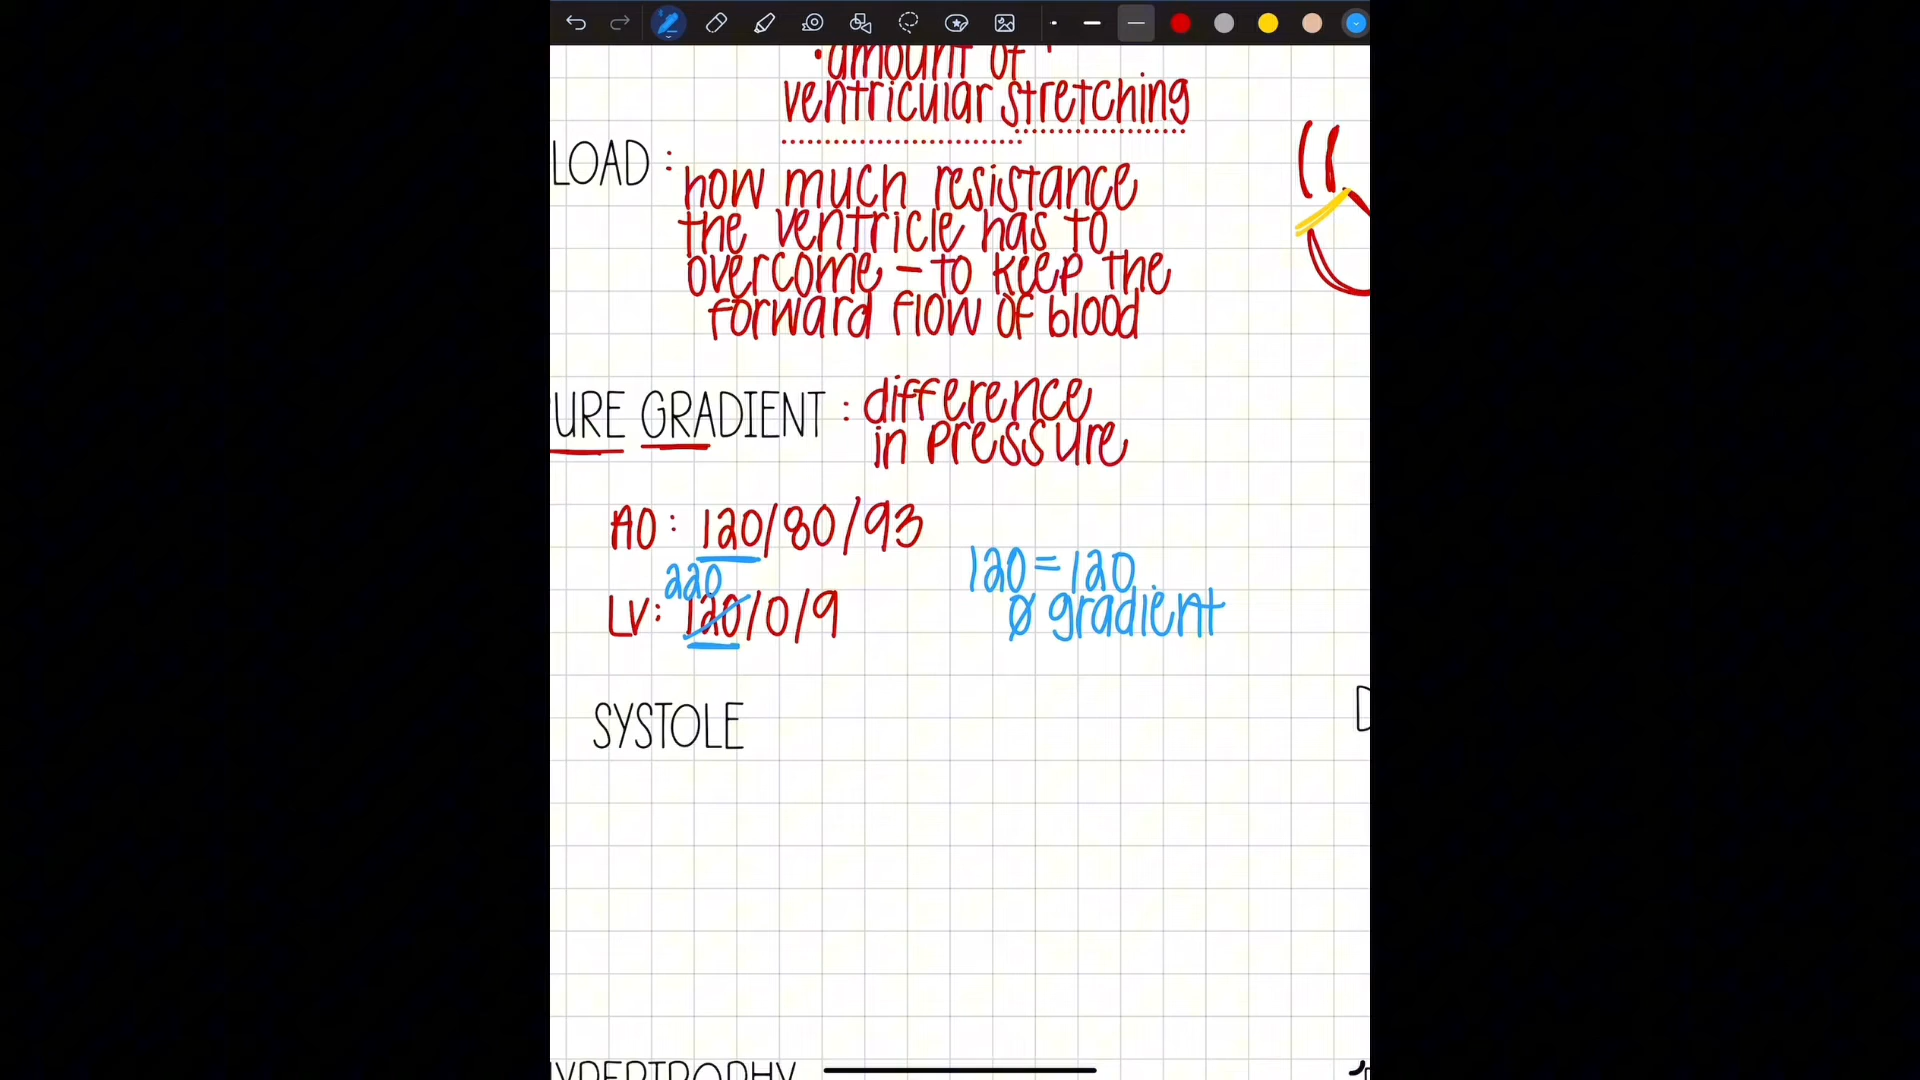 ·amount of
ventricular stretching
LOAD :
how much resistance
the ventricle has to
overcome - to keep the
forward flow of blood
URE GRADIENT : difference
in pressure
AO: 120/80/93
220
LV: 120/0/9
120=120
Ø gradient
SYSTOLE
D
YPERTROPHY